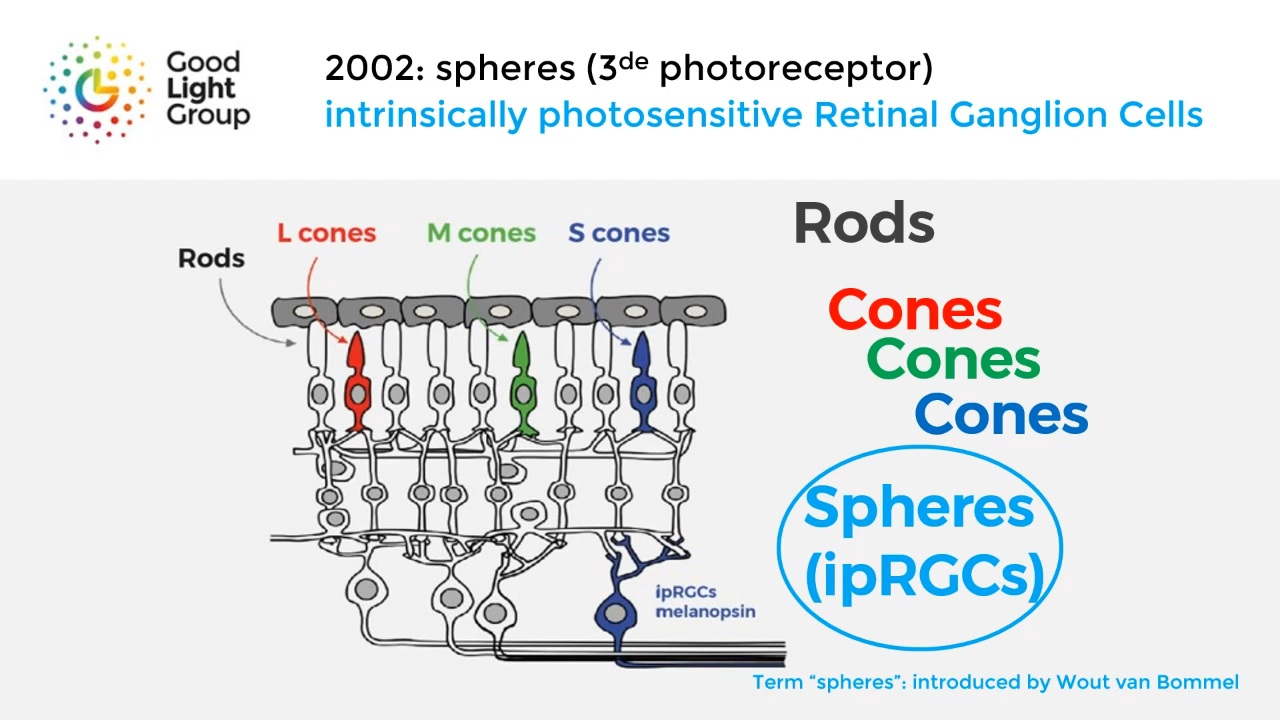 Good
Light
Group
2002: spheres (3de photoreceptor)
intrinsically photosensitive Retinal Ganglion Cells
Rods
L cones
M cones
S cones
Rods
Cones
Cones
Cones
Spheres
(ipRGCs)
ipRGCs
melanopsin
Term “spheres”: introduced by Wout van Bommel